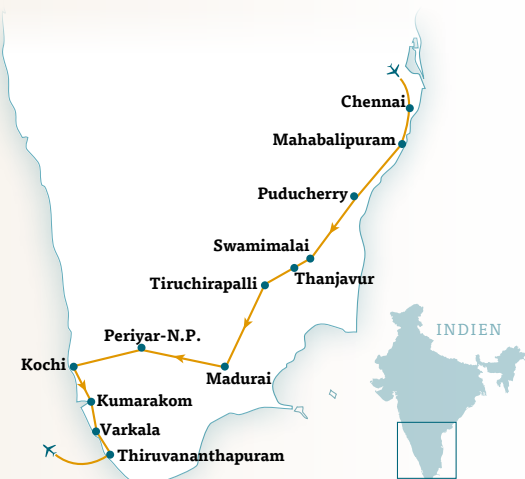 Chennai
Mahabalipuram
Puducherry
Swamimalai
Thanjavur
Tiruchirapalli
INDIEN
Periyar-N.P.
Kochi
Madurai
Kumarakom
Varkala
Thiruvananthapuram